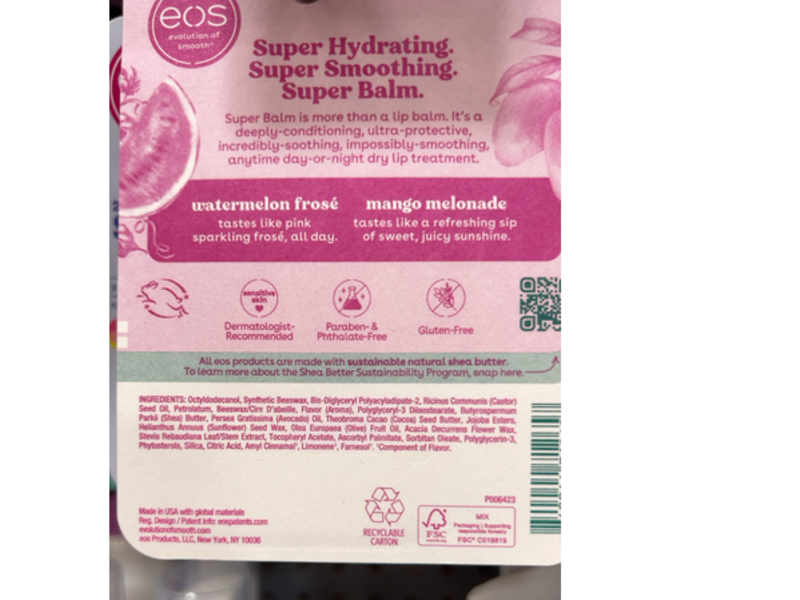 eos
evolution of
smooth®
Super Hydrating.
Super Smoothing.
Super Balm.
Super Balm is more than a lip balm. It's a
deeply-conditioning, ultra-protective,
incredibly-soothing, impossibly-smoothing,
anytime day-or-night dry lip treatment.
watermelon frosé
tastes like pink
sparkling frosé, all day.
mango melonade
tastes like a refreshing sip
of sweet, juicy sunshine.
sensitive
skin
Dermatologist-
Recommended
Paraben- &
Phthalate-Free
Gluten-Free
All eos products are made with sustainable natural shea butter.
To learn more about the Shea Better Sustainability Program, snap here.
INGREDIENTS: Octyldodecanol, Synthetic Beeswax, Bis-Diglyceryl Polyacyladipate-2, Ricinus Communis (Castor)
Seed Oil, Petrolatum, Beeswax/Cire D'abeille, Flavor (Aroma), Polyglyceryl-3 Diisostearate, Butyrospermum
Parkii (Shea) Butter, Persea Gratissima (Avocado) Oil, Theobroma Cacao (Cocoa) Seed Butter, Jojoba Esters,
Helianthus Annuus (Sunflower) Seed Wax, Olea Europaea (Olive) Fruit Oil, Acacia Decurrens Flower Wax,
Stevia Rebaudiana Leaf/Stem Extract, Tocopheryl Acetate, Ascorbyl Palmitate, Sorbitan Oleate, Polyglycerin-3,
Phytosterols, Silica, Citric Acid, Amyl Cinnamal¹, Limonene¹, Farnesol¹. ¹Component of Flavor.
P006423
Made in USA with global materials
Reg. Design / Patent info: eospatents.com
evolutionofsmooth.com
eos Products, LLC, New York, NY 10036
RECYCLABLE
CARTON
FSC
MIX
Packaging | Supporting
responsible forestry
FSC® C018819